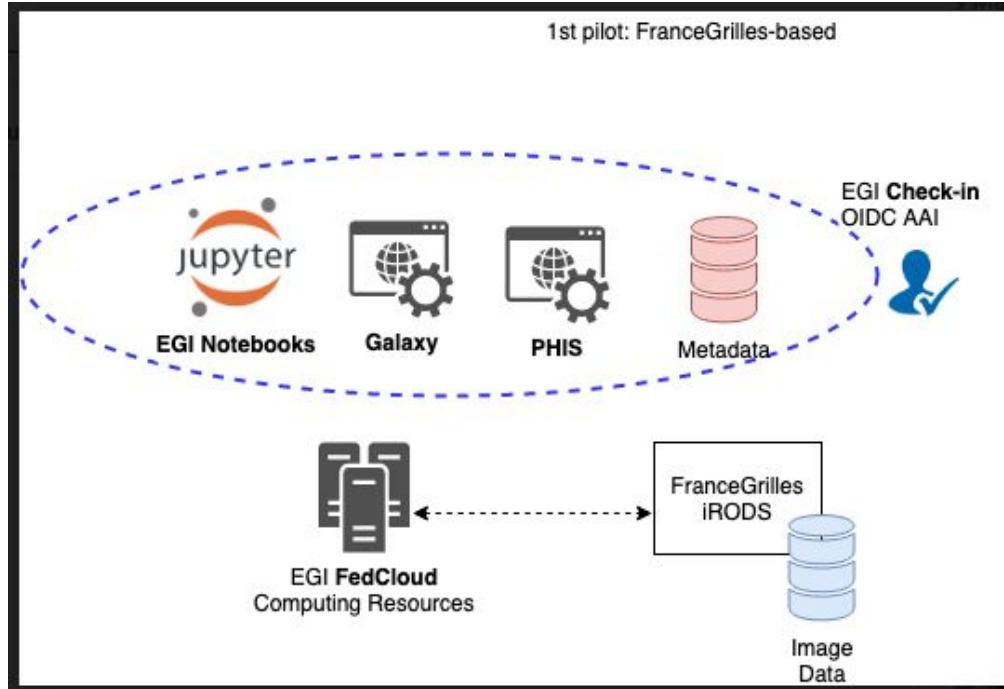 1st pilot: FranceGrilles-based
EGI Check-in
OIDC AAI
jupyter
EGI Notebooks
Galaxy
PHIS
Metadata
FranceGrilles
iRODS
EGI FedCloud
Computing Resources
Image
Data